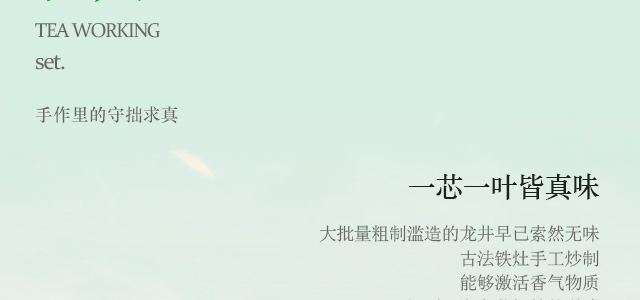 TEA WORKING
set.
手作里的守拙求真
一芯一叶皆真味
大批量粗制滥造的龙井早已索然无味
古法铁灶手工炒制
能够激活香气物质